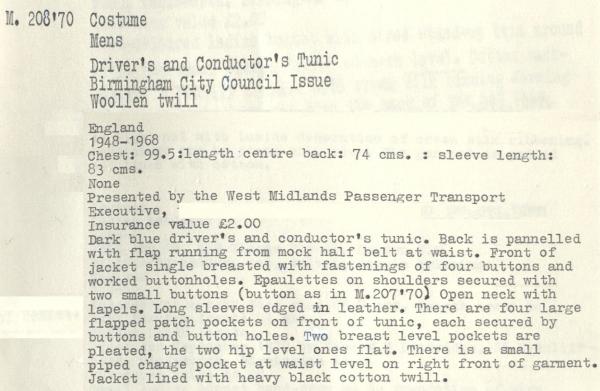 M. 208'70 Costume
Mens
Driver's and Conductor's Tunic
Birmingham City Council Issue
Woollen twill
England
1948-1968
Chest: 99.5:length centre back: 74 cms. : sleeve length:
83 cms.
None
Presented by the West Midlands Passenger Transport
Executive,
Insurance value £2.00
Dark blue driver's and conductor's tunic. Back is pannelled
with flap running from mock half belt at waist. Front of
jacket single breasted with fastenings of four buttons and
worked buttonholes. Epaulettes on shoulders secured with
two small buttons (button as in M.207'70) Open neck with
lapels. Long sleeves edged in leather. There are four large
flapped patch pockets on front of tunic, each secured by
buttons and button holes. Two breast level pockets are
pleated, the two hip level ones flat. There is a small
piped change pocket at waist level on right front of garment.
Jacket lined with heavy black cotton twill.